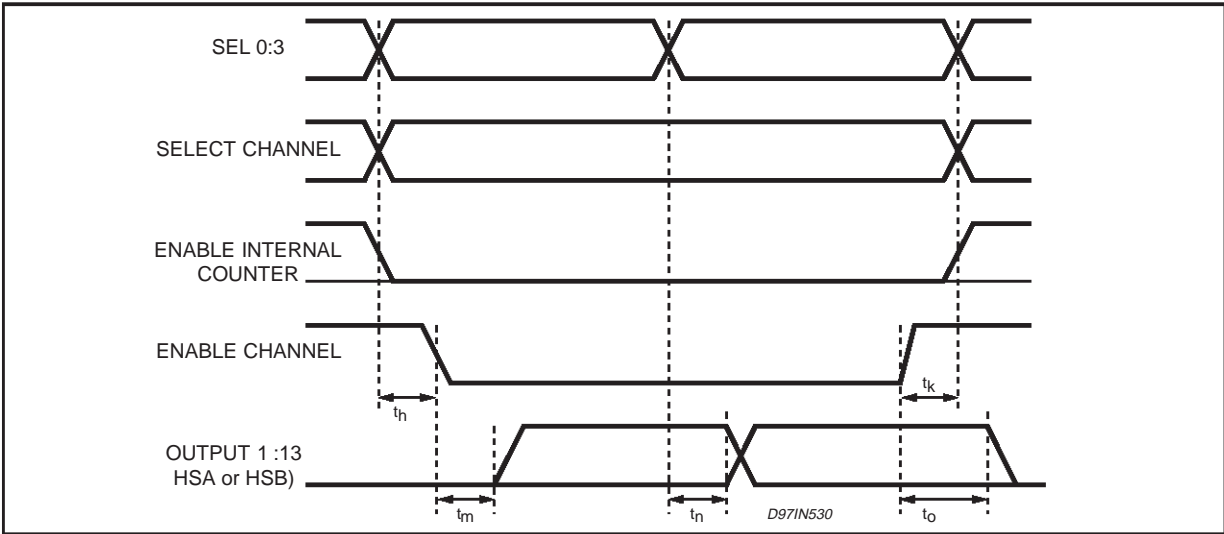 SEL 0:3
SELECT CHANNEL
ENABLE INTERNAL
COUNTER
ENABLE CHANNEL
tk
th
OUTPUT 1 :13
HSA or HSB)
tm
tn
D97IN530
to